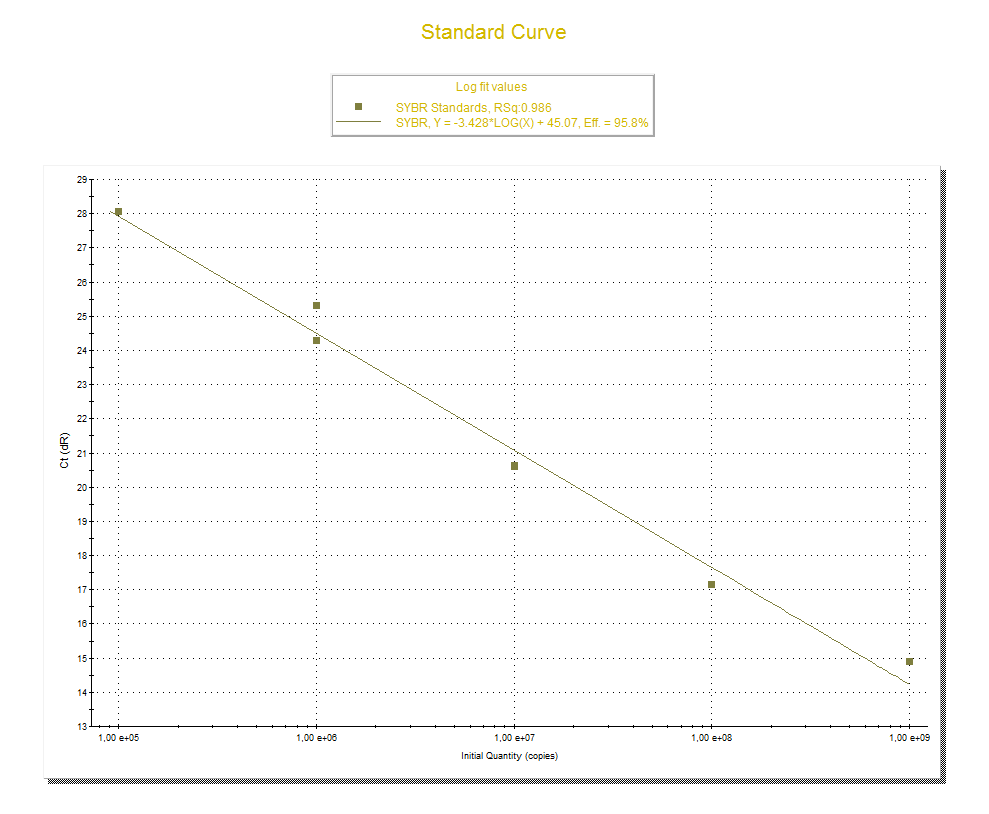 Standard Curve
Log fit values
SYBR Standards, RSq:0.986
SYBR, Y = -3.428*LOG(X) + 45.07, Eff. = 95.8%
29
28
27
26
25
24
23
22
21
20
19
18
17
16
15
14
13
Ct (dR)
1,00 e+05 1,00 e+06 1,00 e+07 1,00 e+08 1,00 e+09
Initial Quantity (copies)